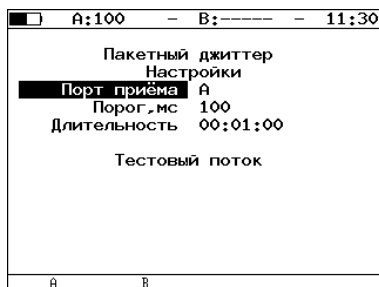 A:100 – B:----- – 11:30
Пакетный джиттер
Настройки
Порт приёма A
Порог,мс 100
Длительность 00:01:00
Тестовый поток
A B